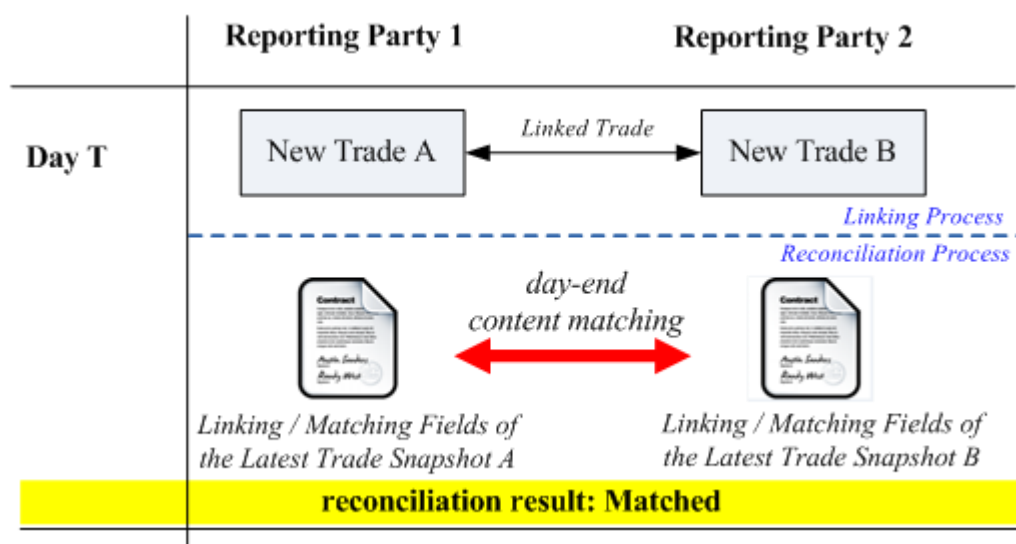 Reporting Party 1
Reporting Party 2
Day T
New Trade A
Linked Trade
New Trade B
Linking Process
Reconciliation Process
day-end
content matching
Contract
Contract
Linking / Matching Fields of
the Latest Trade Snapshot A
Linking / Matching Fields of
the Latest Trade Snapshot B
reconciliation result: Matched